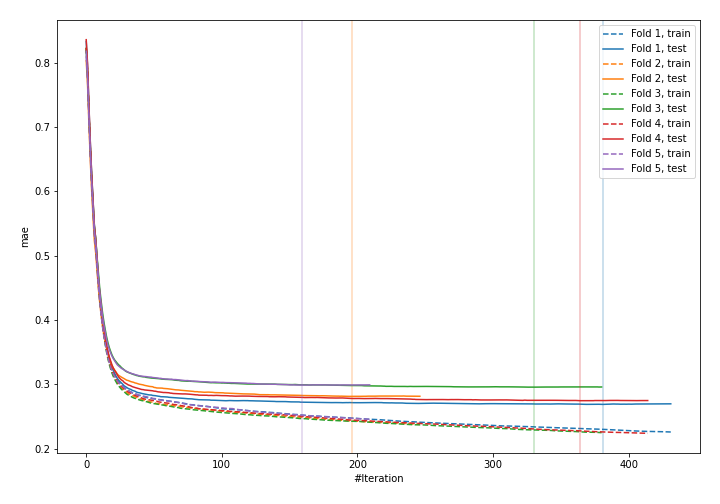 0.8
0.7
0.6
0.5
0.4
0.3
0.2
mae
0
100
200
300
400
#Iteration
Fold 1, train
Fold 1, test
Fold 2, train
Fold 2, test
Fold 3, train
Fold 3, test
Fold 4, train
Fold 4, test
Fold 5, train
Fold 5, test